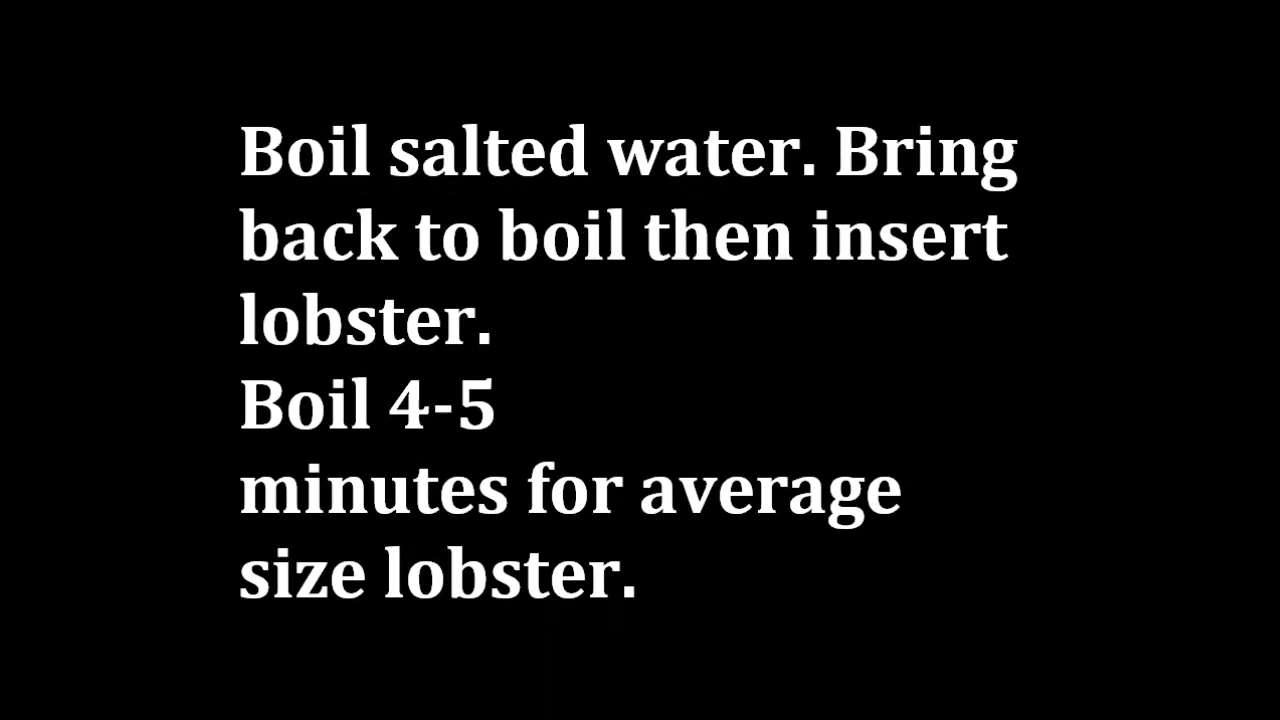 Boil salted water. Bring
back to boil then insert
lobster.
Boil 4-5
minutes for average
size lobster.